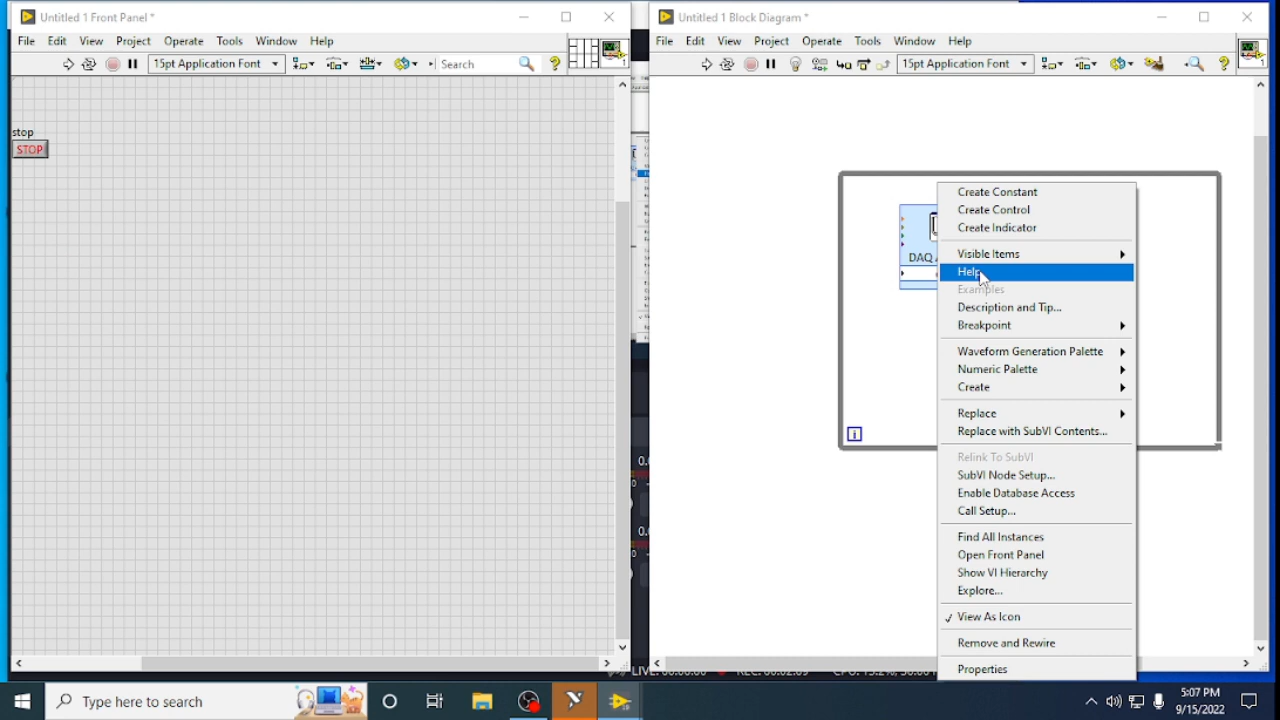 Untitled 1 Front Panel *
File Edit View Project Operate Tools Window Help
15pt Application Font
Search
stop
STOP
Untitled 1 Block Diagram *
File Edit View Project Operate Tools Window Help
15pt Application Font
DAQ
i
Create Constant
Create Control
Create Indicator
Visible Items
Help
Examples
Description and Tip...
Breakpoint
Waveform Generation Palette
Numeric Palette
Create
Replace
Replace with SubVI Contents...
Relink To SubVI
SubVI Node Setup...
Enable Database Access
Call Setup...
Find All Instances
Open Front Panel
Show VI Hierarchy
Explore...
View As Icon
Remove and Rewire
Properties
Type here to search
5:07 PM
9/15/2022